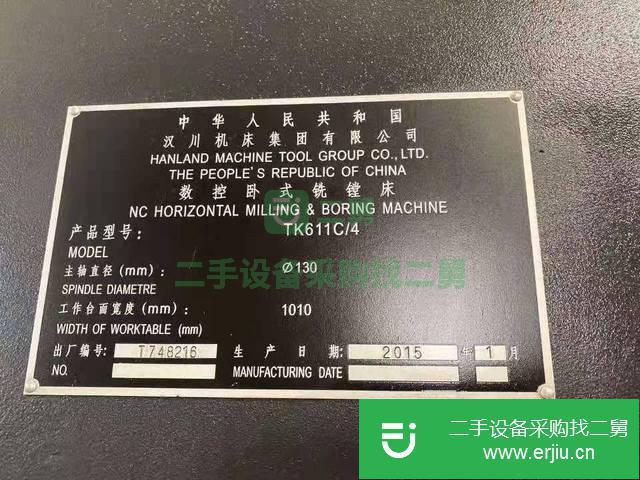 中华人民共和国
汉川机床集团有限公司
HANLAND MACHINE TOOL GROUP CO.,LTD.
THE PEOPLE'S REPUBLIC OF CHINA
数控卧式铣镗床
NC HORIZONTAL MILLING & BORING MACHINE
产品型号: TK611C/4
MODEL
主轴直径(mm): Ø130
SPINDLE DIAMETRE
工作台面宽度(mm): 1010
WIDTH OF WORKTABLE (mm)
出厂编号: T748216 生产日期: 2015 年 1 月
NO. MANUFACTURING DATE
二舅
二手设备采购找二舅
二手设备采购找二舅
www.erjiu.cn